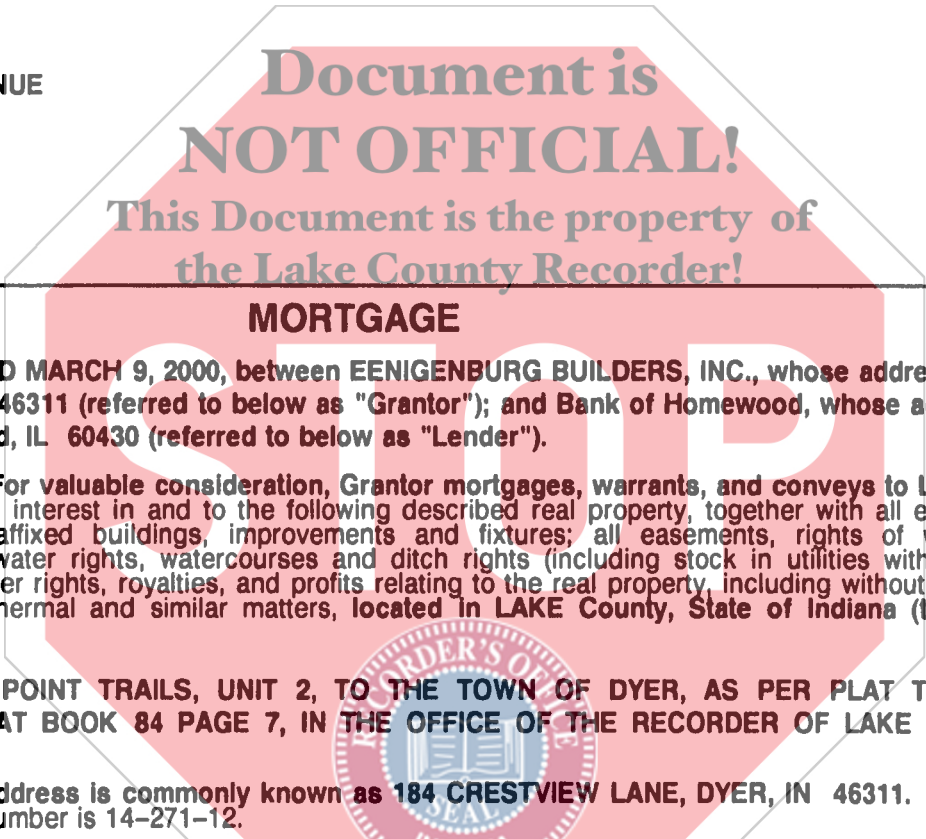 NUE
Document is
NOT OFFICIAL!
This Document is the property of
the Lake County Recorder!
MORTGAGE
D MARCH 9, 2000, between EENIGENBURG BUILDERS, INC., whose addre
46311 (referred to below as "Grantor"); and Bank of Homewood, whose a
d, IL 60430 (referred to below as "Lender").
For valuable consideration, Grantor mortgages, warrants, and conveys to L
interest in and to the following described real property, together with all e
affixed buildings, improvements and fixtures; all easements, rights of w
water rights, watercourses and ditch rights (including stock in utilities with
er rights, royalties, and profits relating to the real property, including without
hermal and similar matters, located in LAKE County, State of Indiana (t
STOP
POINT TRAILS, UNIT 2, TO THE TOWN OF DYER, AS PER PLAT T
AT BOOK 84 PAGE 7, IN THE OFFICE OF THE RECORDER OF LAKE
ddress is commonly known as 184 CRESTVIEW LANE, DYER, IN 46311.
umber is 14-271-12.
RECORDER'S OFFICE
SEAL